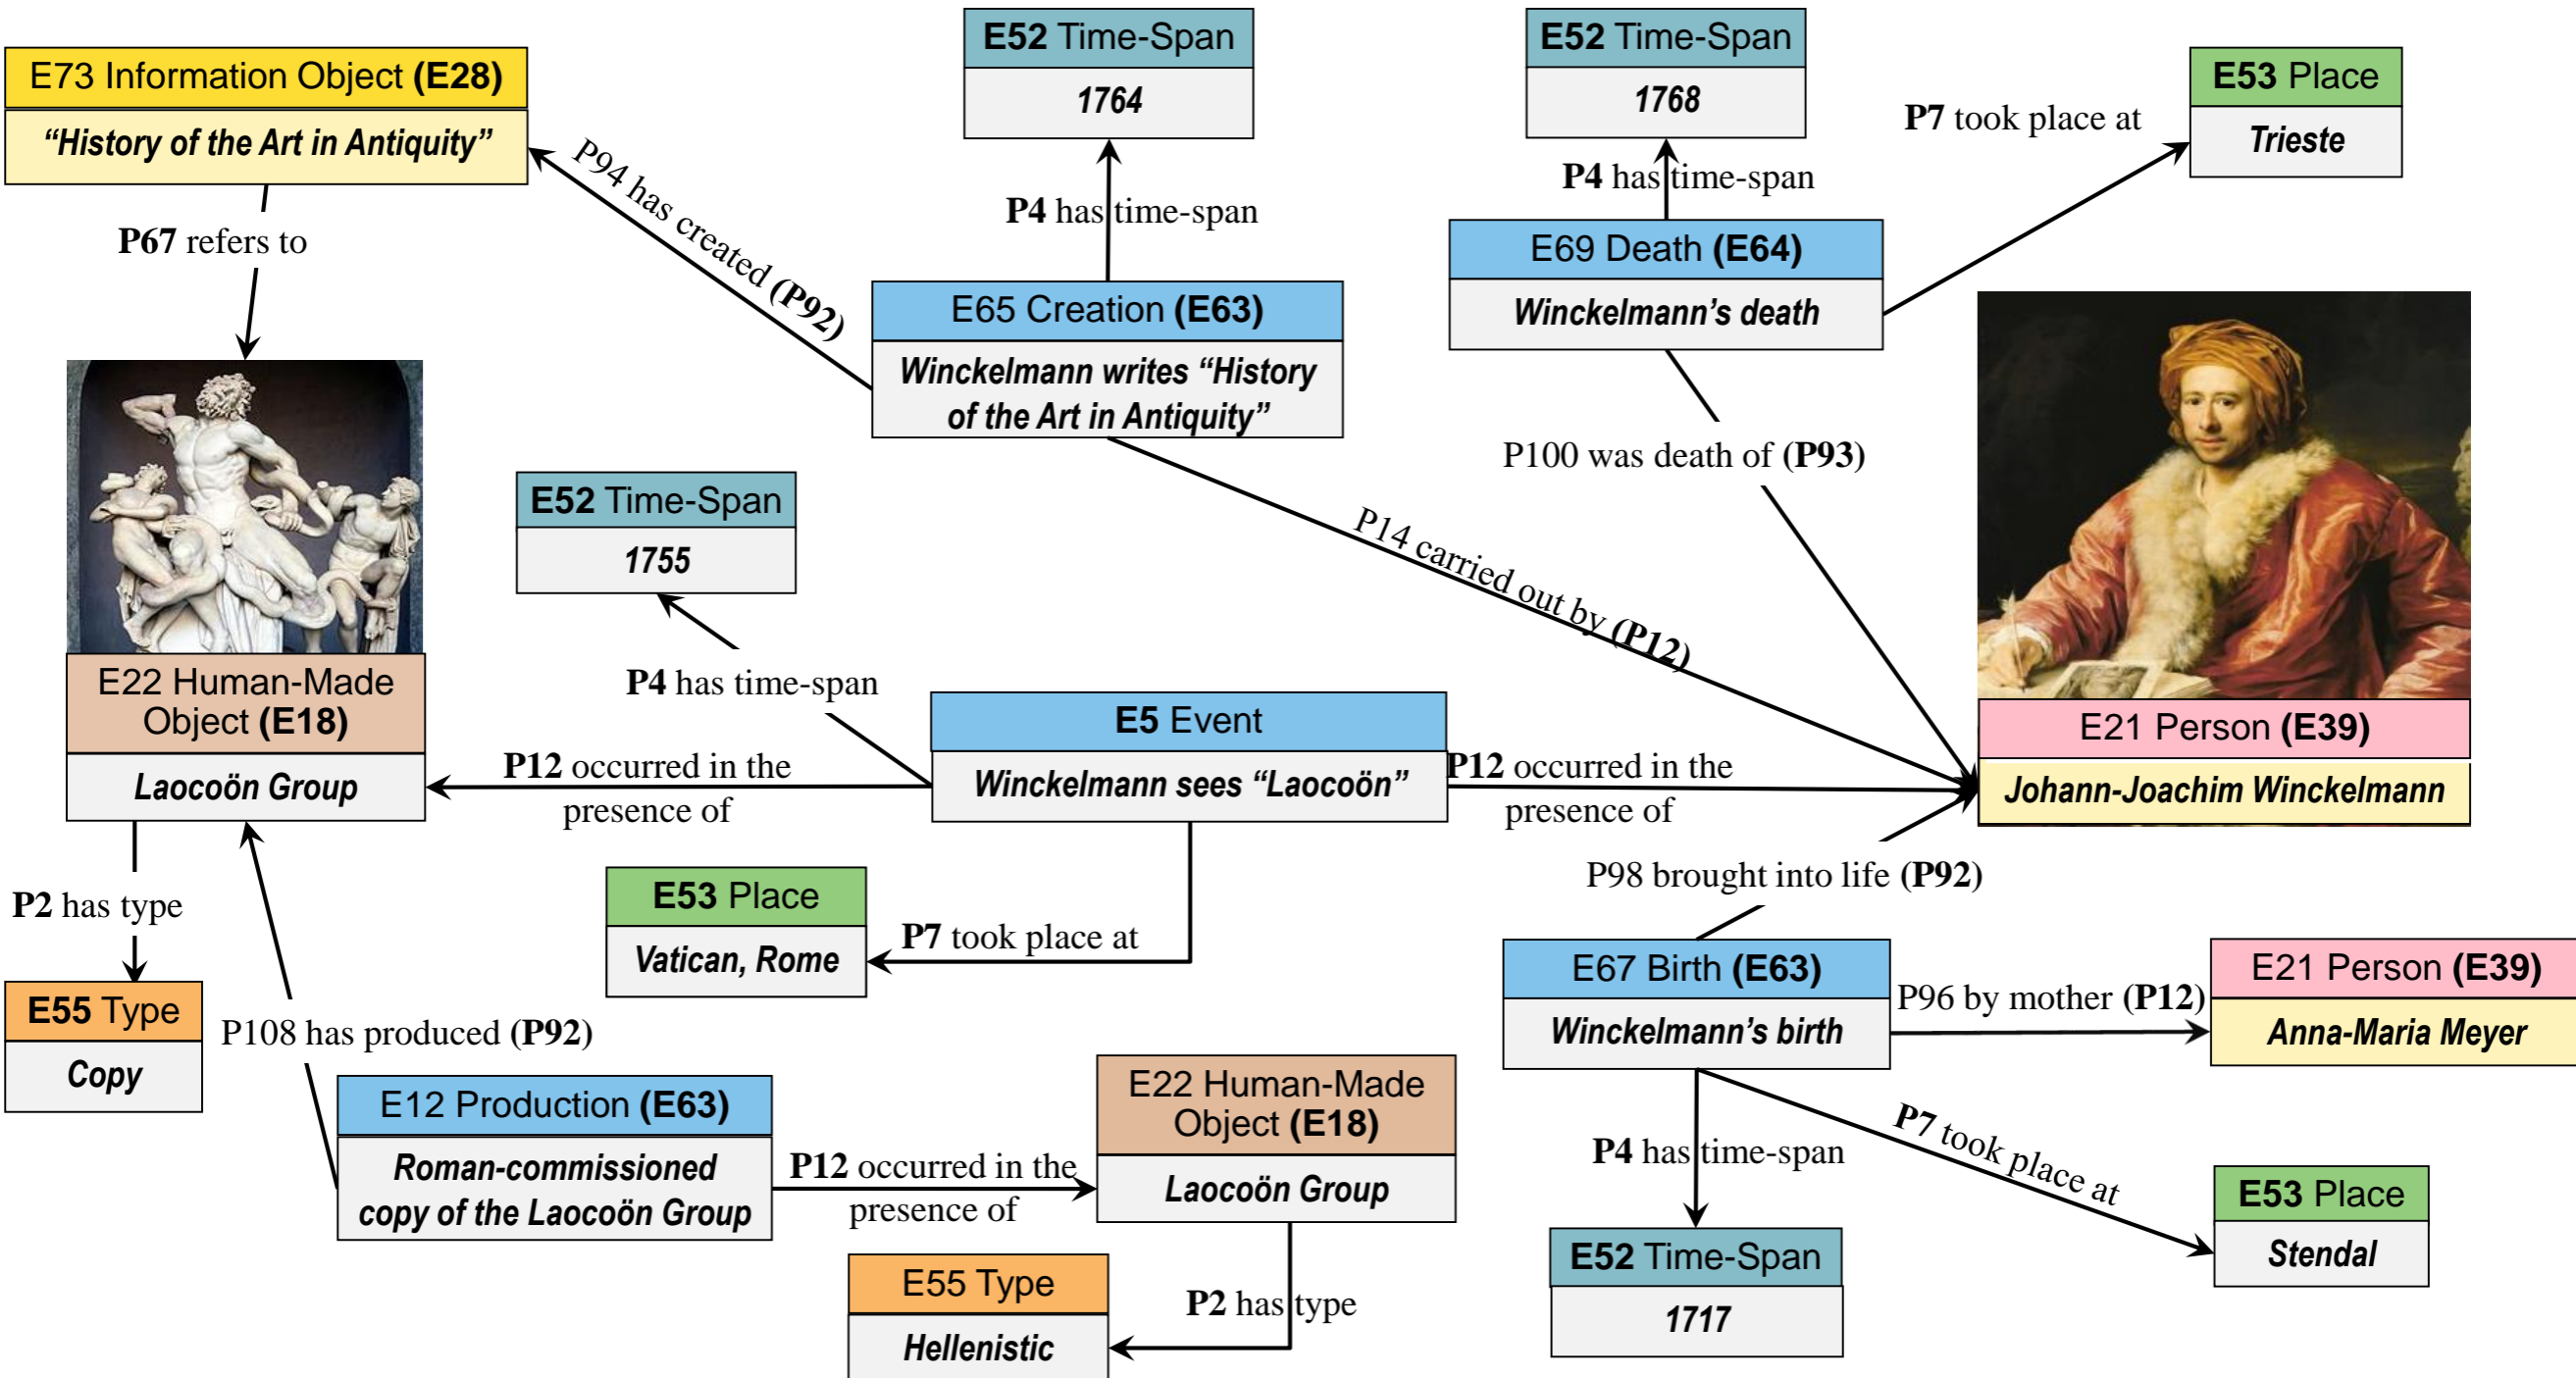 E52 Time-Span
1764
E52 Time-Span
1768
E53 Place
Trieste
E73 Information Object (E28)
“History of the Art in Antiquity”
P94 has created (P92)
P4 has time-span
P4 has time-span
P7 took place at
P67 refers to
E65 Creation (E63)
Winckelmann writes “History
of the Art in Antiquity”
E69 Death (E64)
Winckelmann’s death
P100 was death of (P93)
P14 carried out by (P12)
E52 Time-Span
1755
P4 has time-span
E22 Human-Made
Object (E18)
Laocoön Group
P12 occurred in the
presence of
E5 Event
Winckelmann sees “Laocoön”
P12 occurred in the
presence of
E21 Person (E39)
Johann-Joachim Winckelmann
P2 has type
E53 Place
Vatican, Rome
P7 took place at
P98 brought into life (P92)
E55 Type
Copy
P108 has produced (P92)
E67 Birth (E63)
Winckelmann’s birth
P96 by mother (P12)
E21 Person (E39)
Anna-Maria Meyer
E12 Production (E63)
Roman-commissioned
copy of the Laocoön Group
P12 occurred in the
presence of
E22 Human-Made
Object (E18)
Laocoön Group
P4 has time-span
P7 took place at
E53 Place
Stendal
E55 Type
Hellenistic
P2 has type
E52 Time-Span
1717